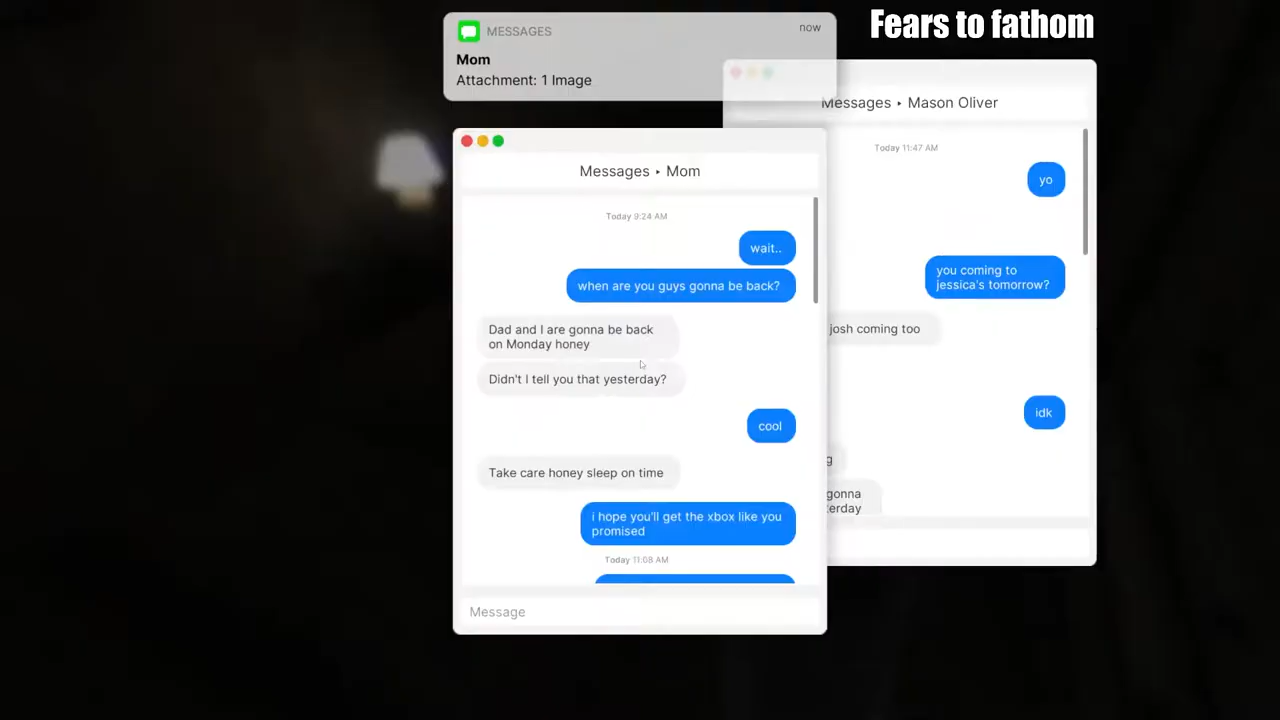 Fears to fathom
MESSAGES
now
Mom
Attachment: 1 Image
Messages ‣ Mom
Today 9:24 AM
wait..
when are you guys gonna be back?
Dad and I are gonna be back
on Monday honey
Didn't I tell you that yesterday?
cool
Take care honey sleep on time
i hope you'll get the xbox like you
promised
Today 11:08 AM
Message
Messages ‣ Mason Oliver
Today 11:47 AM
yo
you coming to
jessica's tomorrow?
josh coming too
idk
g
gonna
erday